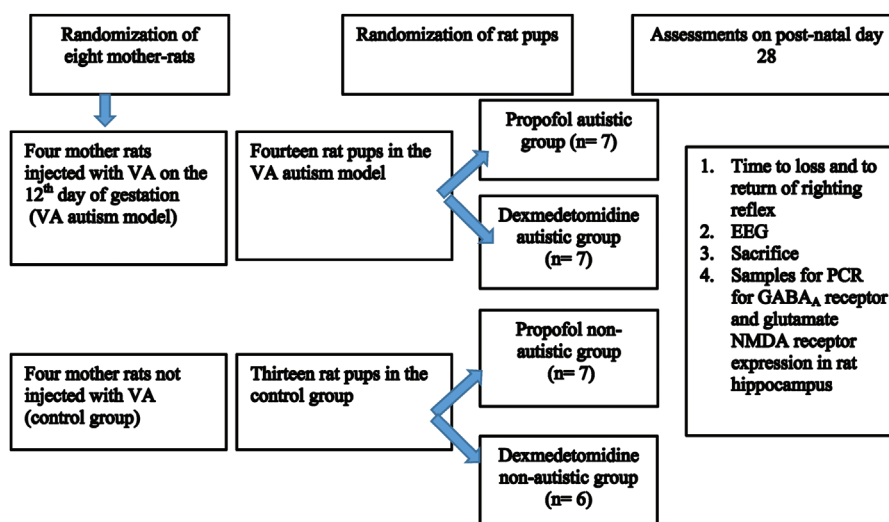 Randomization of
eight mother-rats
Randomization of rat pups
Assessments on post-natal day
28
Four mother rats
injected with VA on the
12th day of gestation
(VA autism model)
Fourteen rat pups in the
VA autism model
Propofol autistic
group (n= 7)
Dexmedetomidine
autistic group
(n= 7)
1. Time to loss and to
return of righting
reflex
2. EEG
3. Sacrifice
4. Samples for PCR
for GABAA receptor
and glutamate
NMDA receptor
expression in rat
hippocampus
Four mother rats not
injected with VA
(control group)
Thirteen rat pups in the
control group
Propofol non-
autistic group
(n= 7)
Dexmedetomidine
non-autistic group
(n= 6)